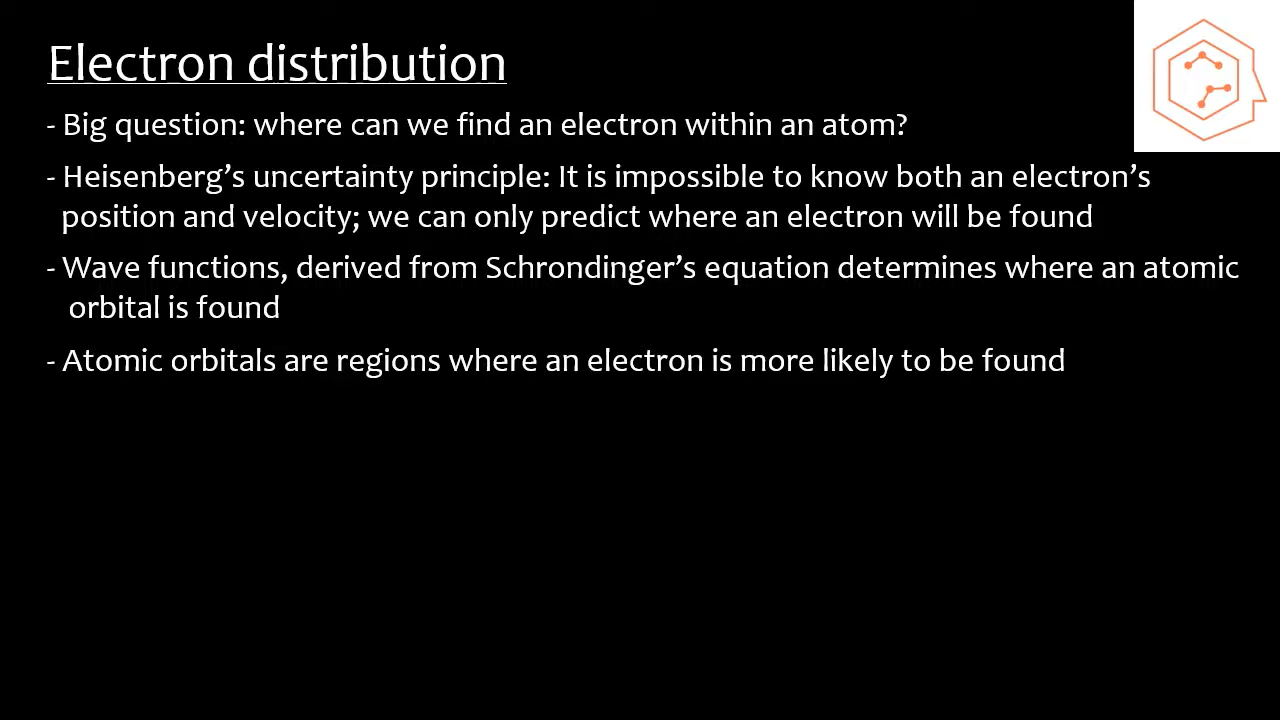 Electron distribution
- Big question: where can we find an electron within an atom?
- Heisenberg’s uncertainty principle: It is impossible to know both an electron’s
position and velocity; we can only predict where an electron will be found
- Wave functions, derived from Schrondinger’s equation determines where an atomic
orbital is found
- Atomic orbitals are regions where an electron is more likely to be found